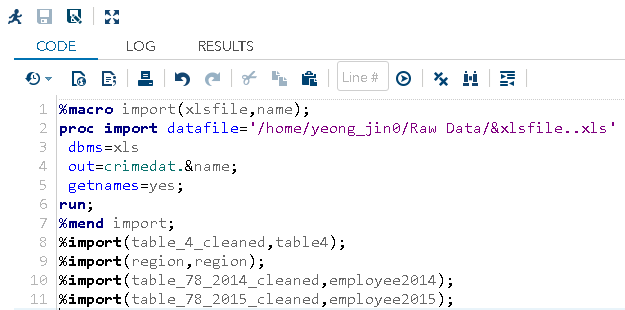 CODE LOG RESULTS
Line #
1 %macro import(xlsfile,name);
2 proc import datafile='/home/yeong_jin0/Raw Data/&xlsfile..xls'
3 dbms=xls
4 out=crimedat.&name;
5 getnames=yes;
6 run;
7 %mend import;
8 %import(table_4_cleaned,table4);
9 %import(region,region);
10 %import(table_78_2014_cleaned,employee2014);
11 %import(table_78_2015_cleaned,employee2015);